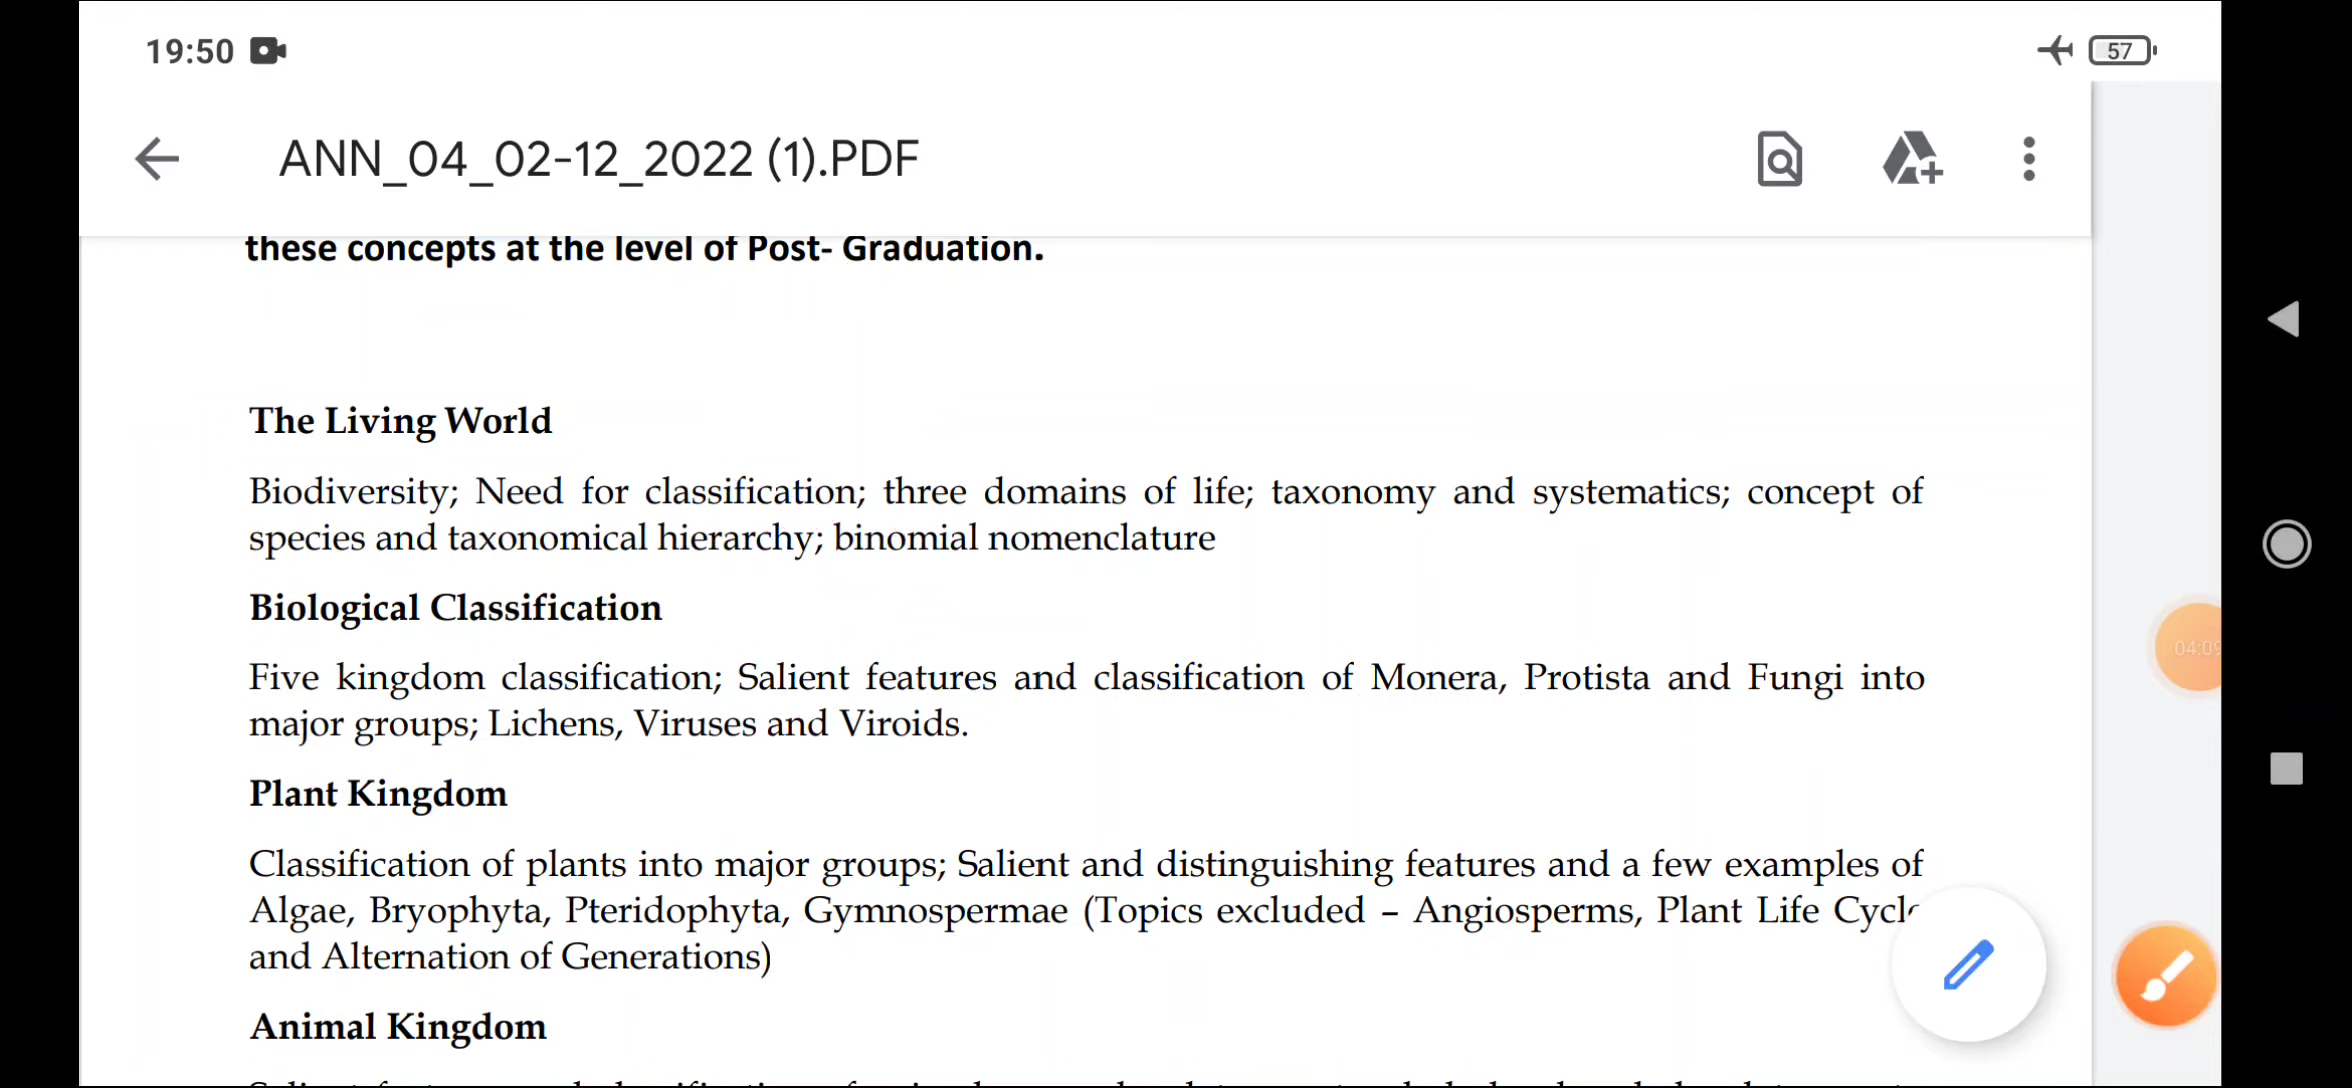 19:50
57
ANN_04_02-12_2022 (1).PDF
these concepts at the level of Post- Graduation.
The Living World
Biodiversity; Need for classification; three domains of life; taxonomy and systematics; concept of
species and taxonomical hierarchy; binomial nomenclature
Biological Classification
Five kingdom classification; Salient features and classification of Monera, Protista and Fungi into
major groups; Lichens, Viruses and Viroids.
04:09
Plant Kingdom
Classification of plants into major groups; Salient and distinguishing features and a few examples of
Algae, Bryophyta, Pteridophyta, Gymnospermae (Topics excluded – Angiosperms, Plant Life Cycle
and Alternation of Generations)
Animal Kingdom